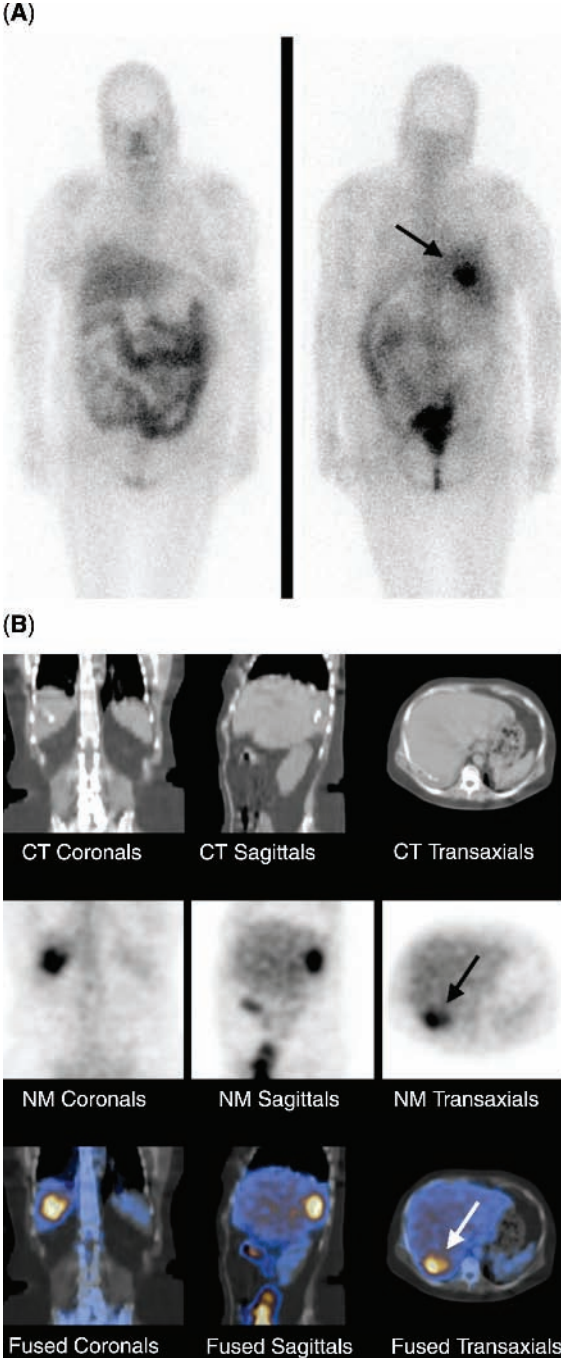 (A)
(B)
CT Coronals
CT Sagittals
CT Transaxials
NM Coronals
NM Sagittals
NM Transaxials
Fused Coronals
Fused Sagittals
Fused Transaxials